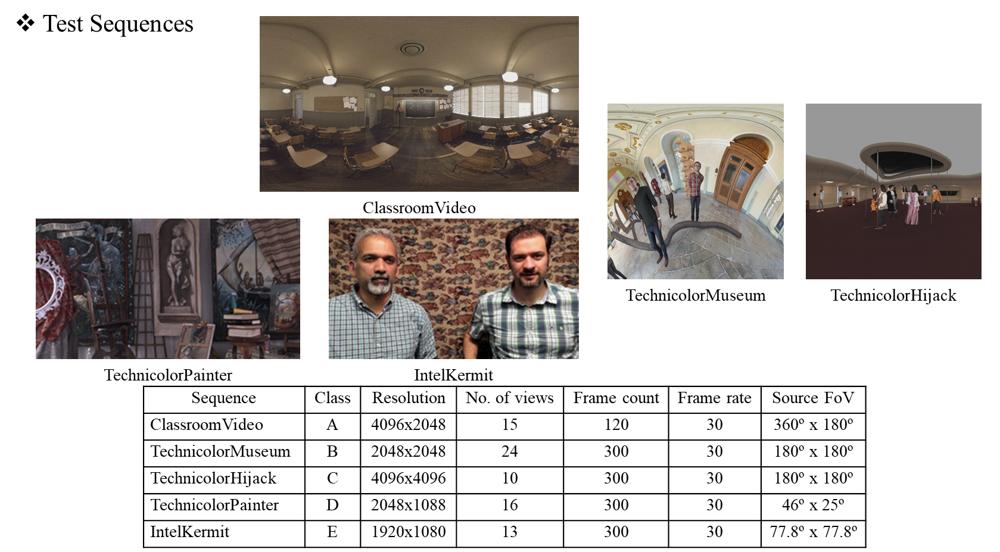 ❖ Test Sequences
ClassroomVideo
TechnicolorMuseum
TechnicolorHijack
TechnicolorPainter
IntelKermit
Sequence Class Resolution No. of views Frame count Frame rate Source FoV
ClassroomVideo A 4096x2048 15 120 30 360º x 180º
TechnicolorMuseum B 2048x2048 24 300 30 180º x 180º
TechnicolorHijack C 4096x4096 10 300 30 180º x 180º
TechnicolorPainter D 2048x1088 16 300 30 46º x 25º
IntelKermit E 1920x1080 13 300 30 77.8º x 77.8º